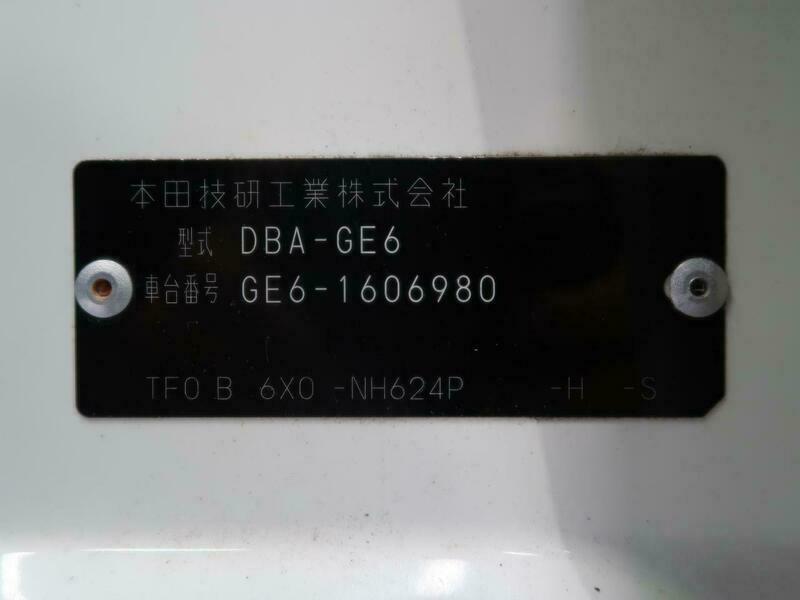 本田技研工業株式会社
型式 DBA-GE6
車台番号 GE6-1606980
TF0 B 6X0 -NH624P -H -S